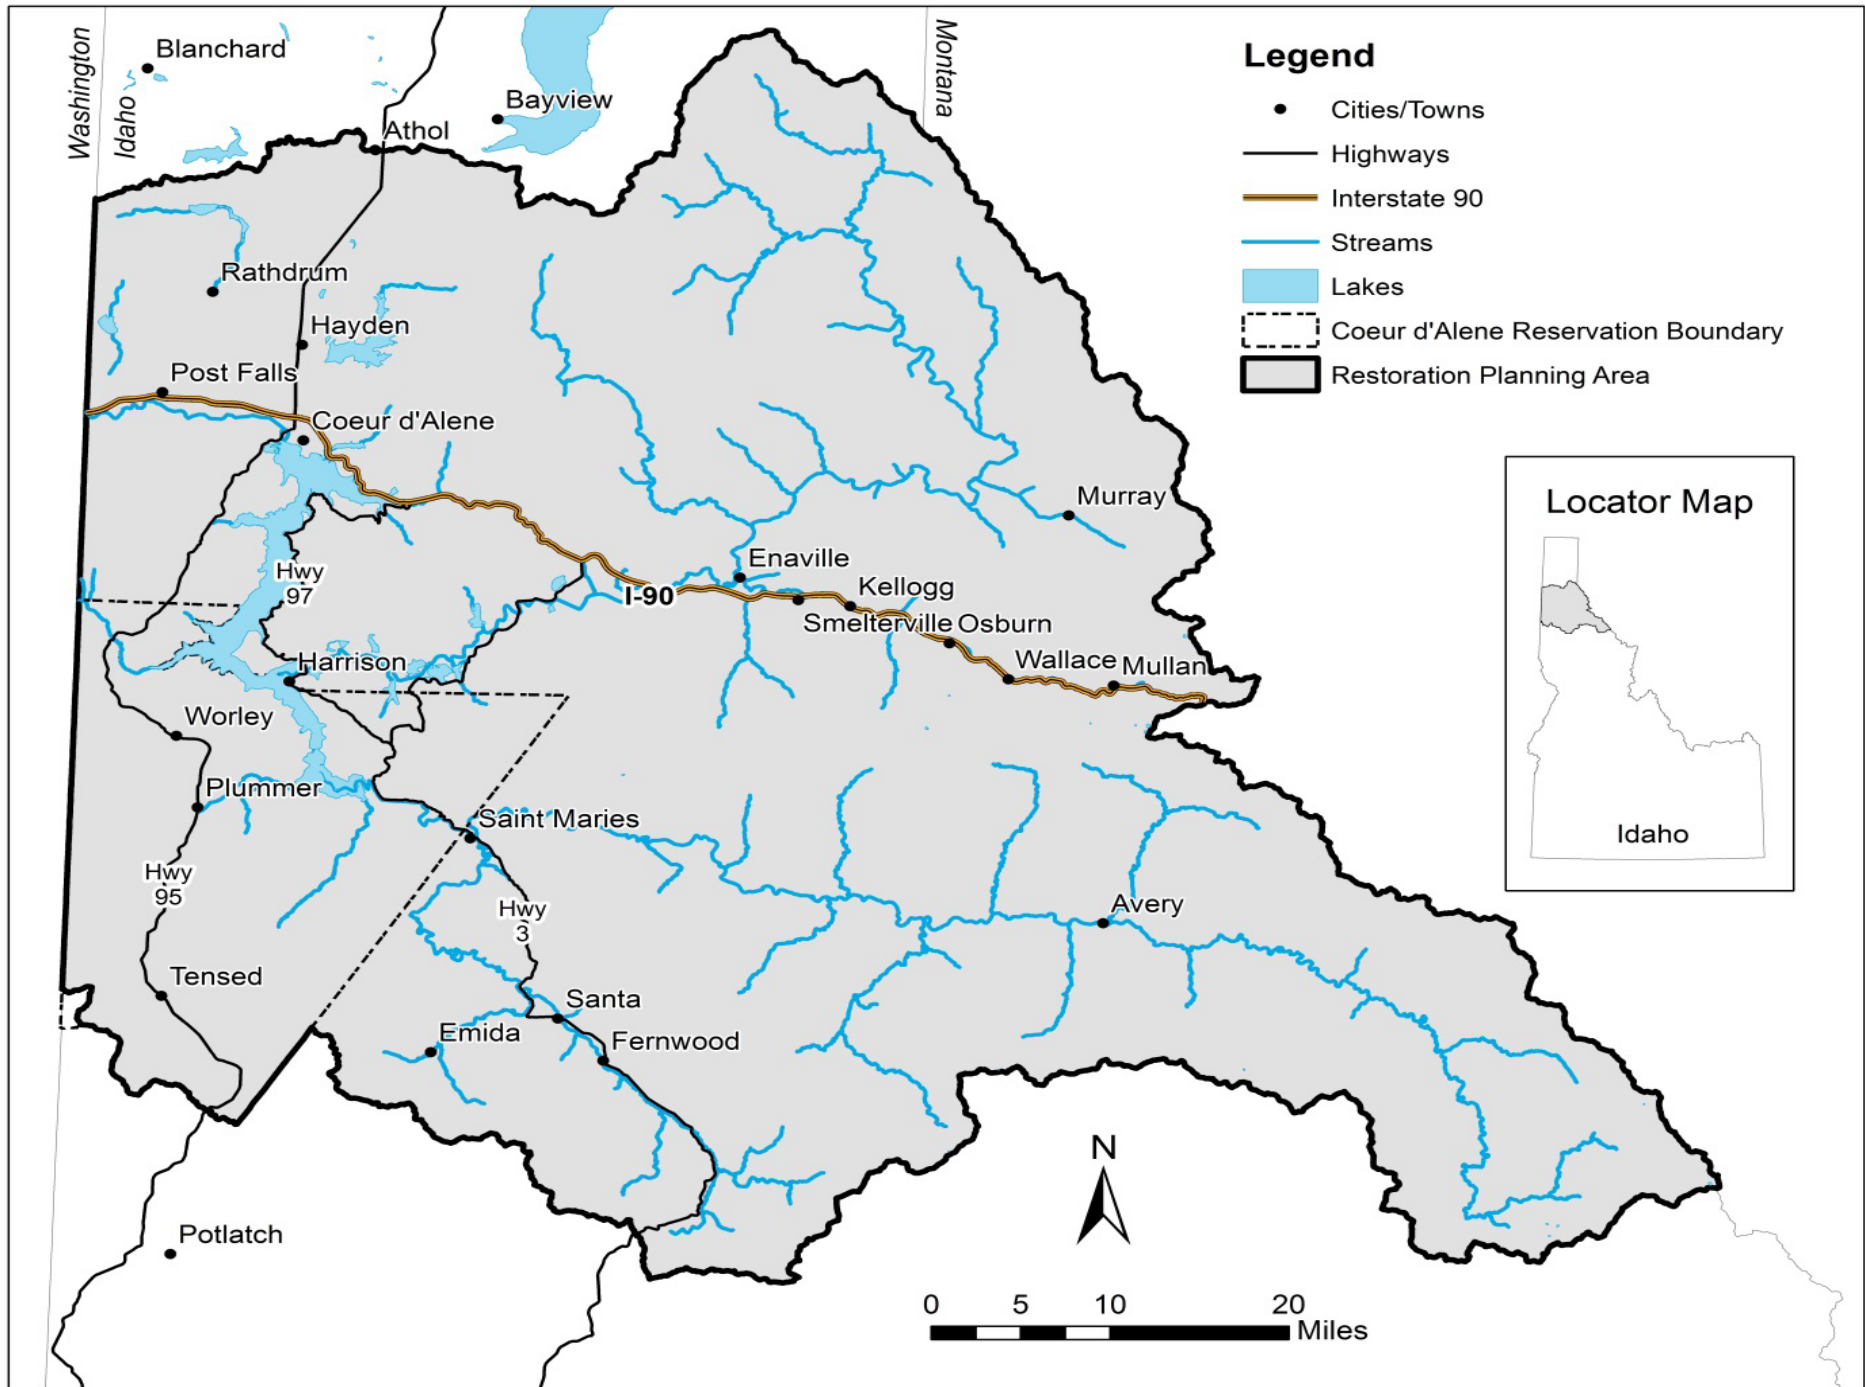 Washington
Idaho
Montana
Blanchard
Bayview
Athol
Rathdrum
Hayden
Post Falls
Coeur d'Alene
Murray
Enaville
Hwy
97
I-90
Kellogg
Smelterville
Osburn
Harrison
Wallace
Mullan
Worley
Plummer
Saint Maries
Hwy
95
Hwy
3
Avery
Tensed
Santa
Emida
Fernwood
Potlatch
Legend
Cities/Towns
Highways
Interstate 90
Streams
Lakes
Coeur d'Alene Reservation Boundary
Restoration Planning Area
Locator Map
Idaho
N
0 5 10 20
Miles